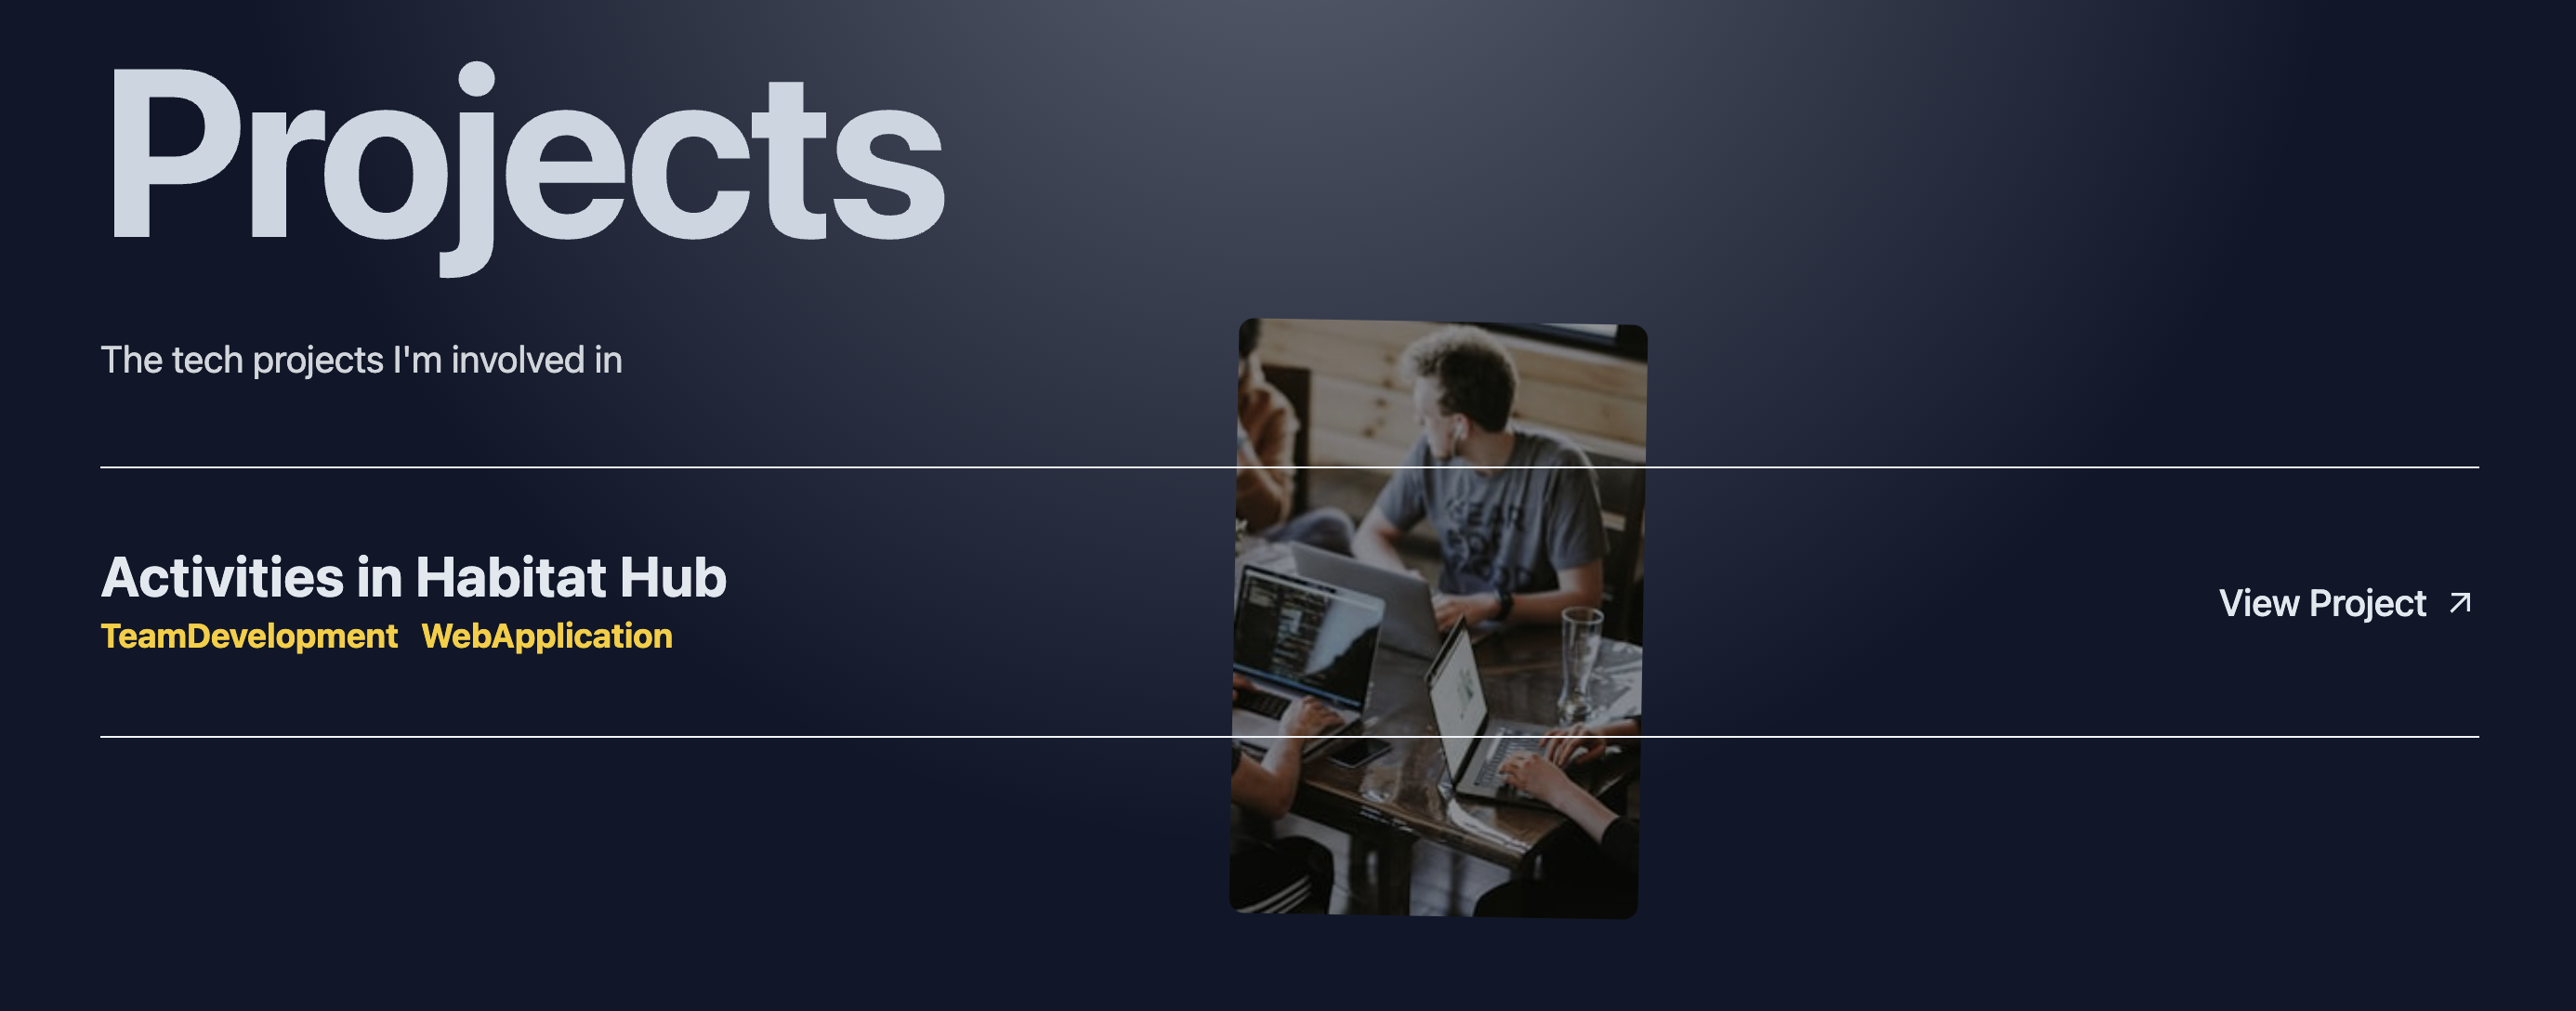 Projects
The tech projects I'm involved in
Activities in Habitat Hub
TeamDevelopment WebApplication
View Project